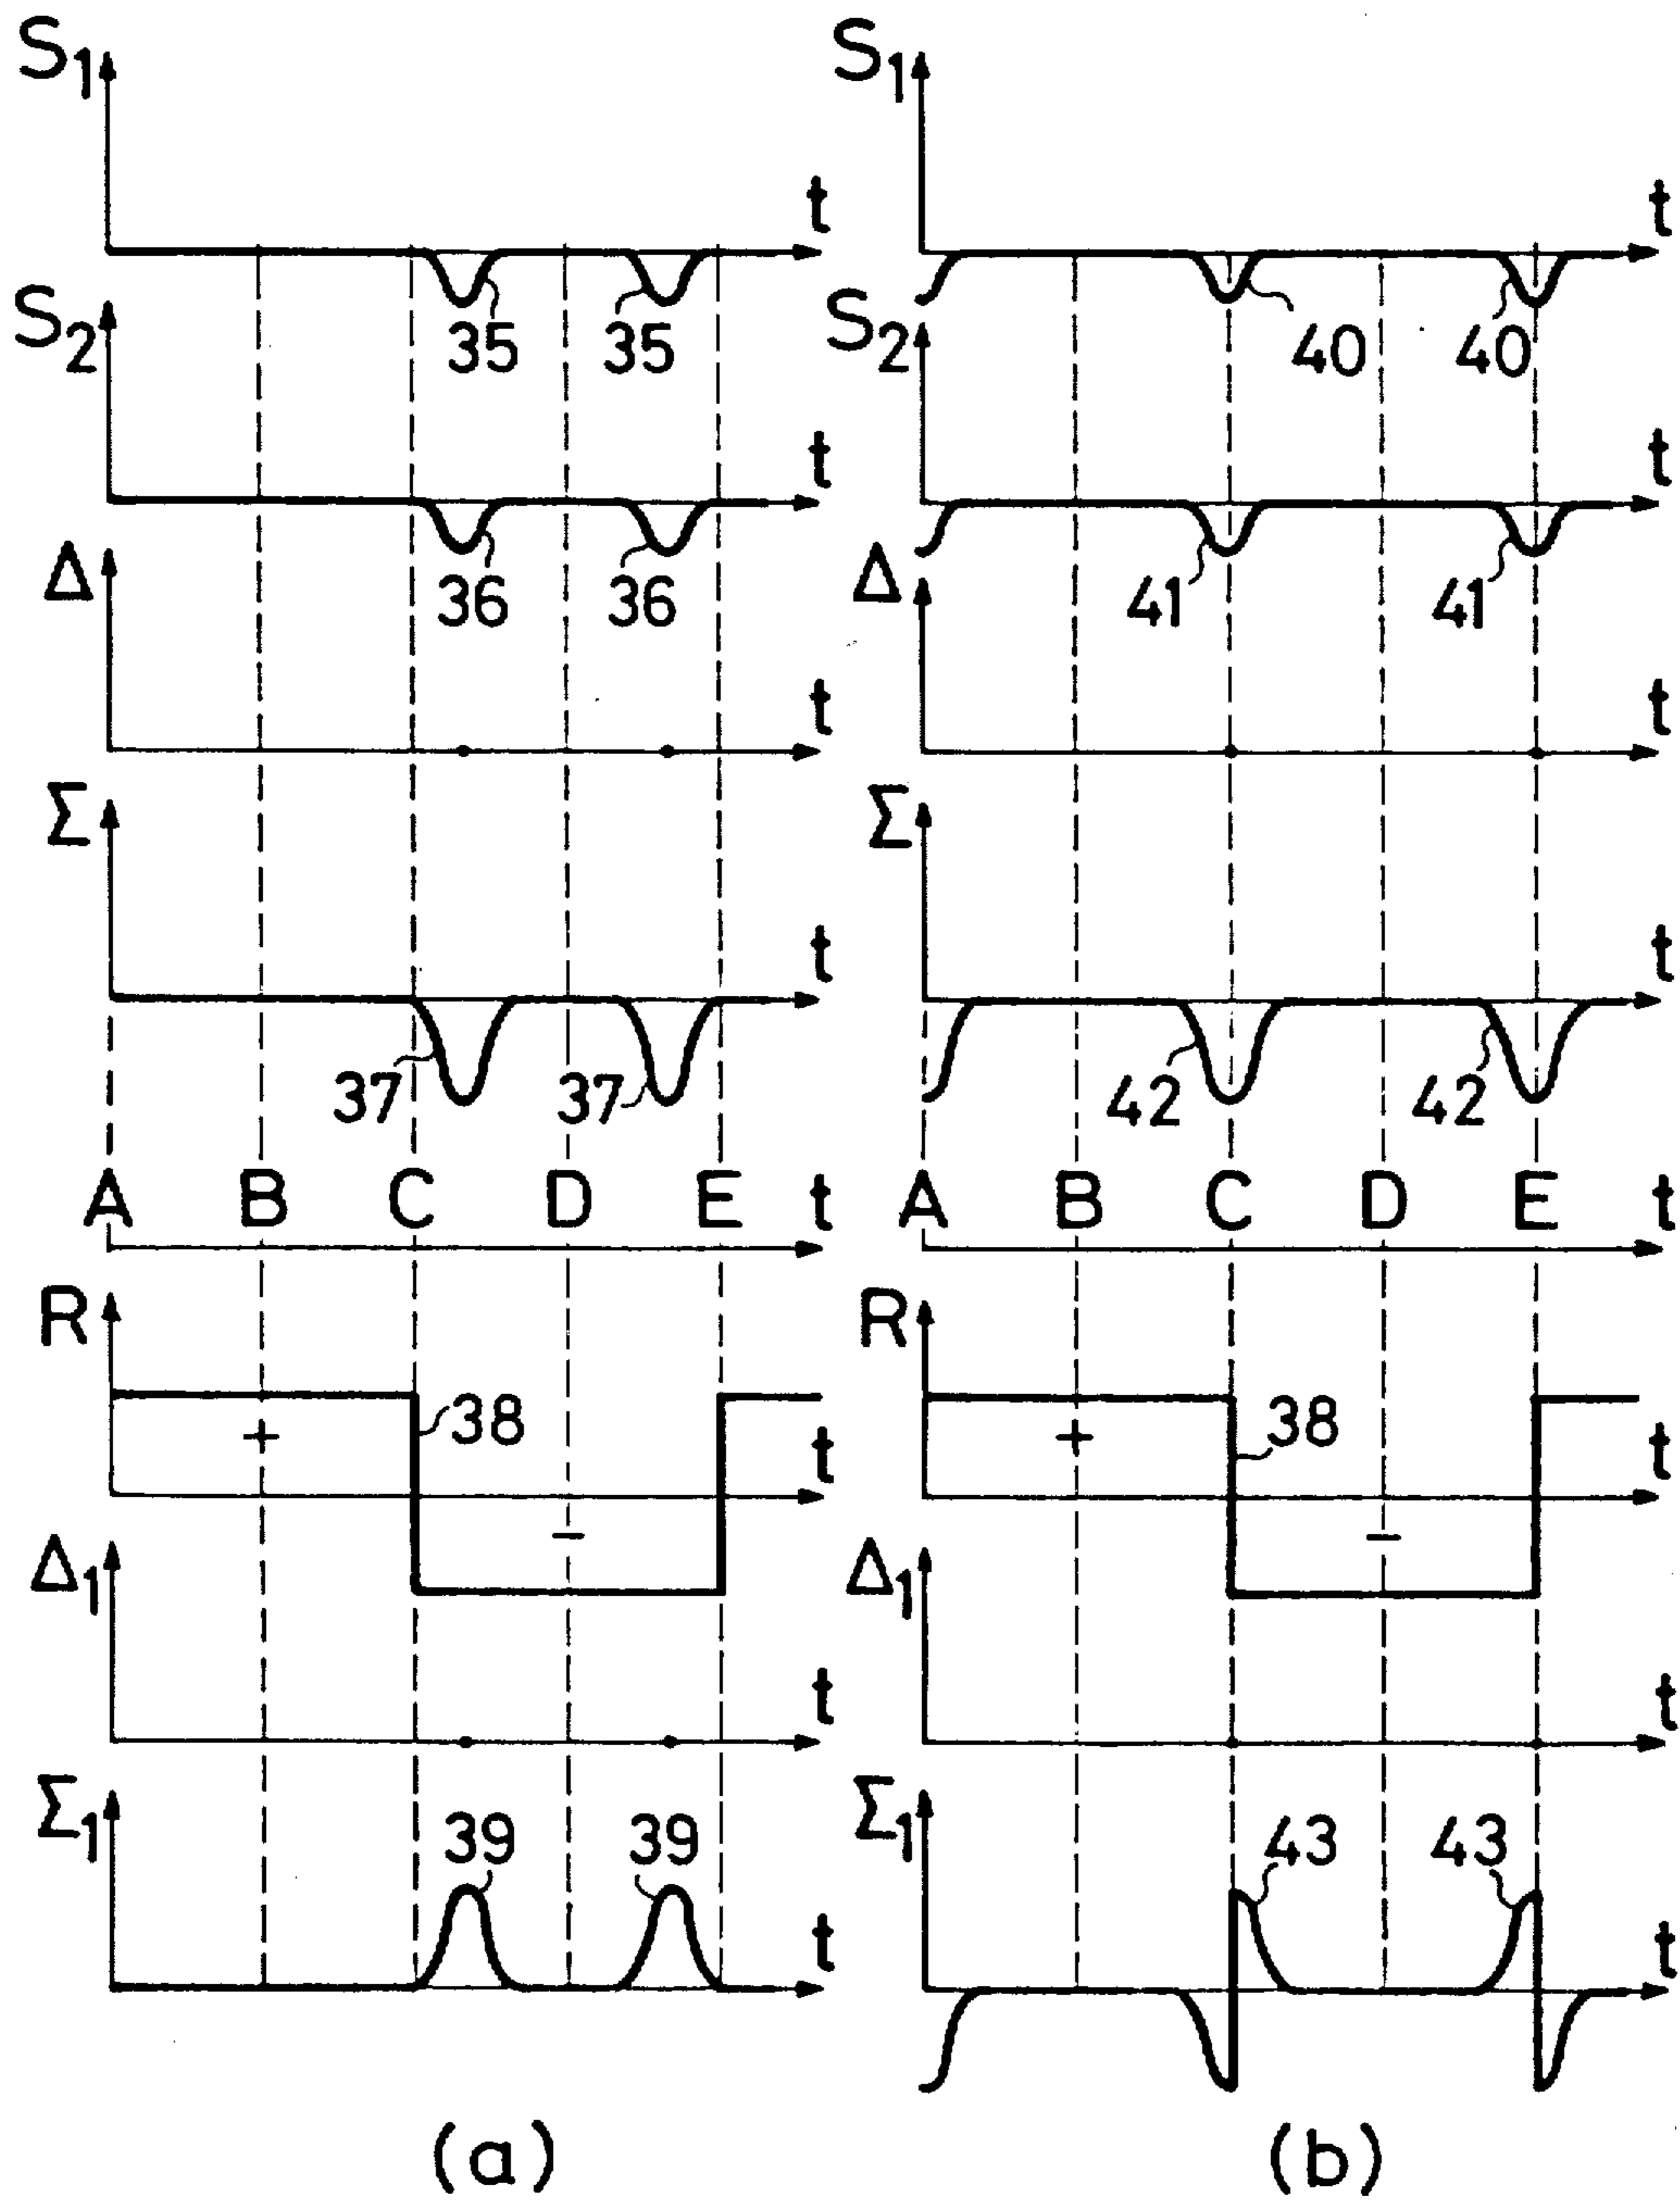 S1 S1
t t
S2 35 35 S2 40 40
t t
Δ 36 36 Δ 41 41
t t
Σ Σ
t t
37 37 42 42
A B C D E t A B C D E t
R R
38 38
+ t + t
Δ1 − Δ1 −
t t
Σ1 39 39 Σ1 43 43
t t
(a) (b)